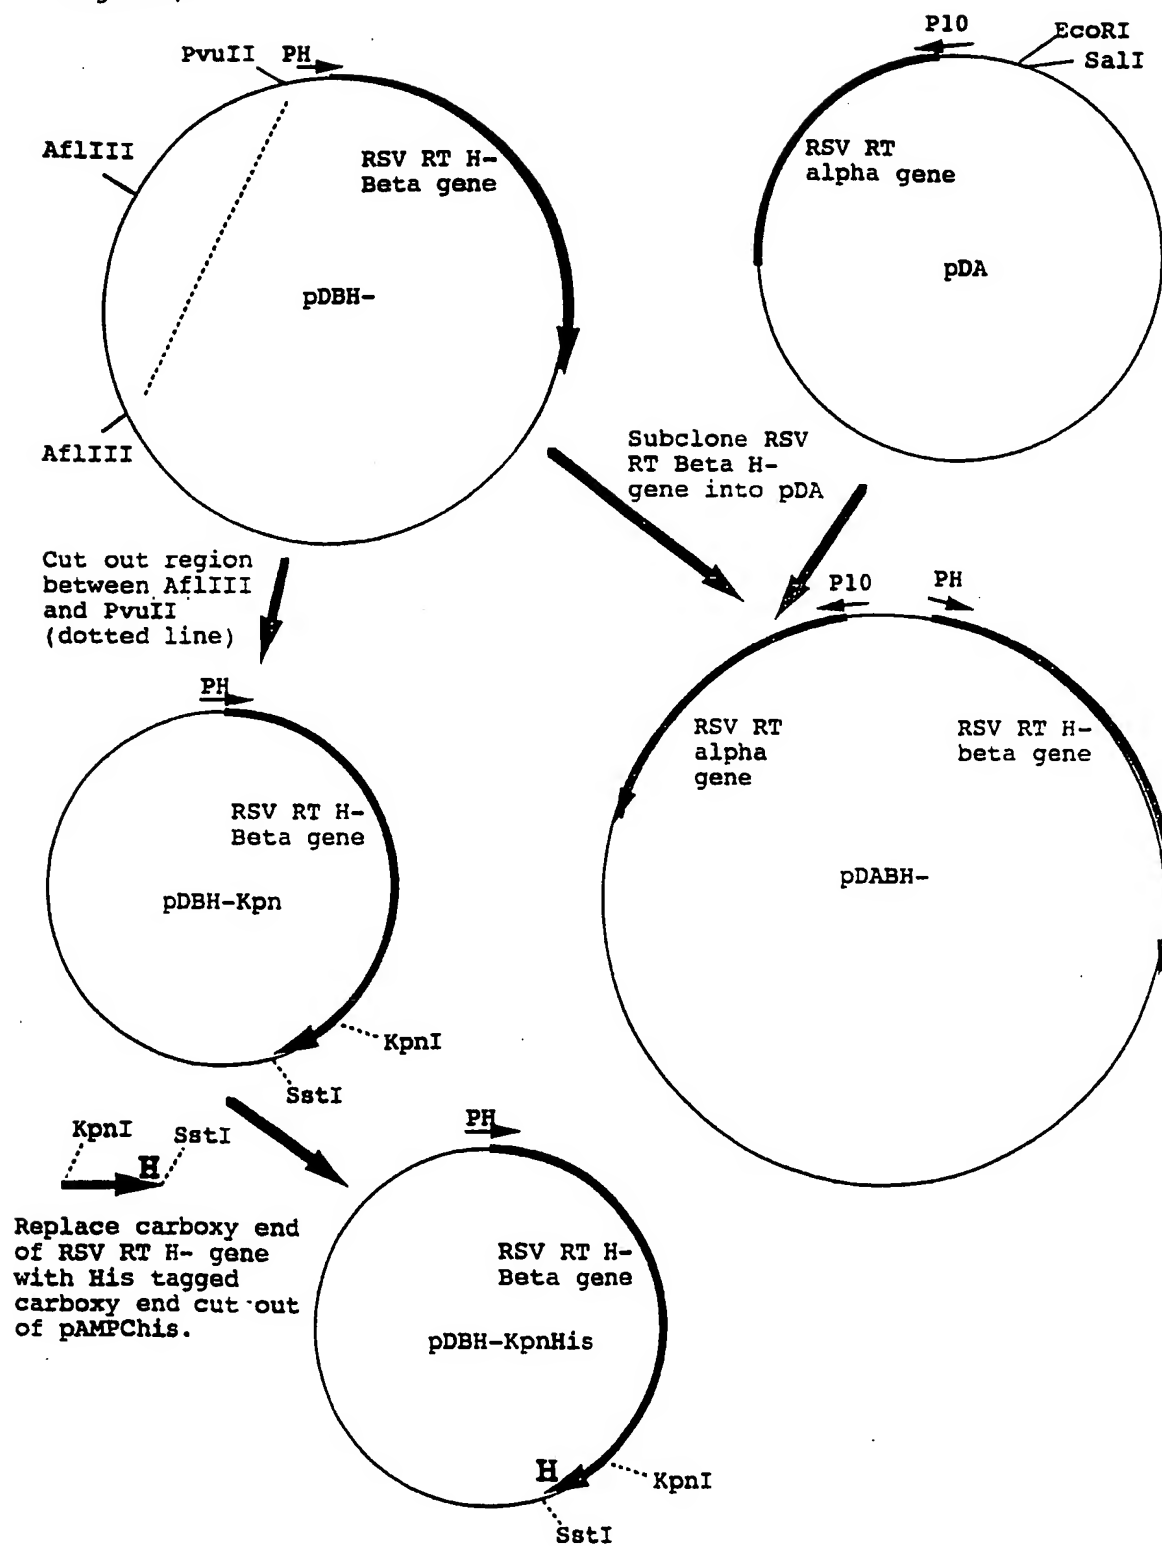 PvuII
PH
AflIII
RSV RT H-
Beta gene
pDBH-
AflIII
P10
EcoRI
SalI
RSV RT
alpha gene
pDA
Subclone RSV
RT Beta H-
gene into pDA
Cut out region
between AflIII
and PvuII
(dotted line)
P10
PH
RSV RT
alpha
gene
RSV RT H-
beta gene
pDABH-
PH
RSV RT H-
Beta gene
pDBH-Kpn
KpnI
SstI
KpnI
SstI
H
Replace carboxy end
of RSV RT H- gene
with His tagged
carboxy end cut out
of pAMPChis.
PH
RSV RT H-
Beta gene
pDBH-KpnHis
H
KpnI
SstI